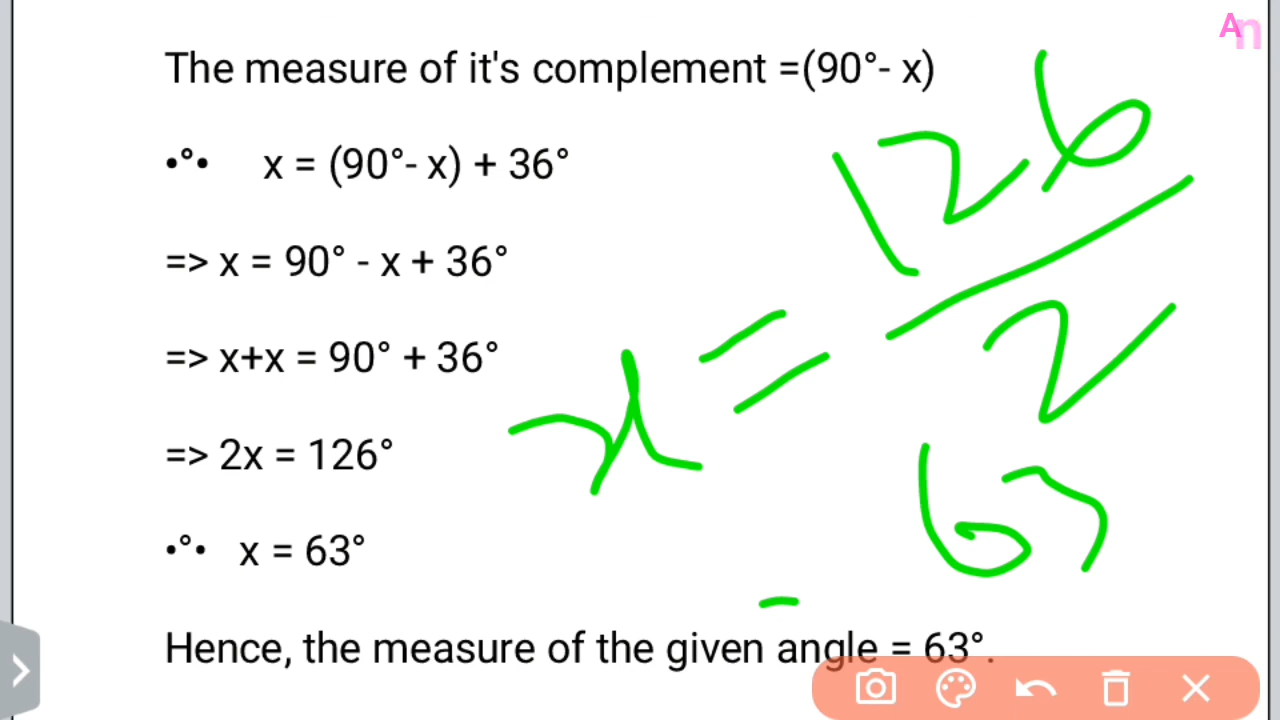 An
The measure of it's complement =(90°- x)
•°• x = (90°- x) + 36°
=> x = 90° - x + 36°
=> x+x = 90° + 36°
=> 2x = 126°
•°• x = 63°
Hence, the measure of the given angle = 63°.
x = 126
2
63